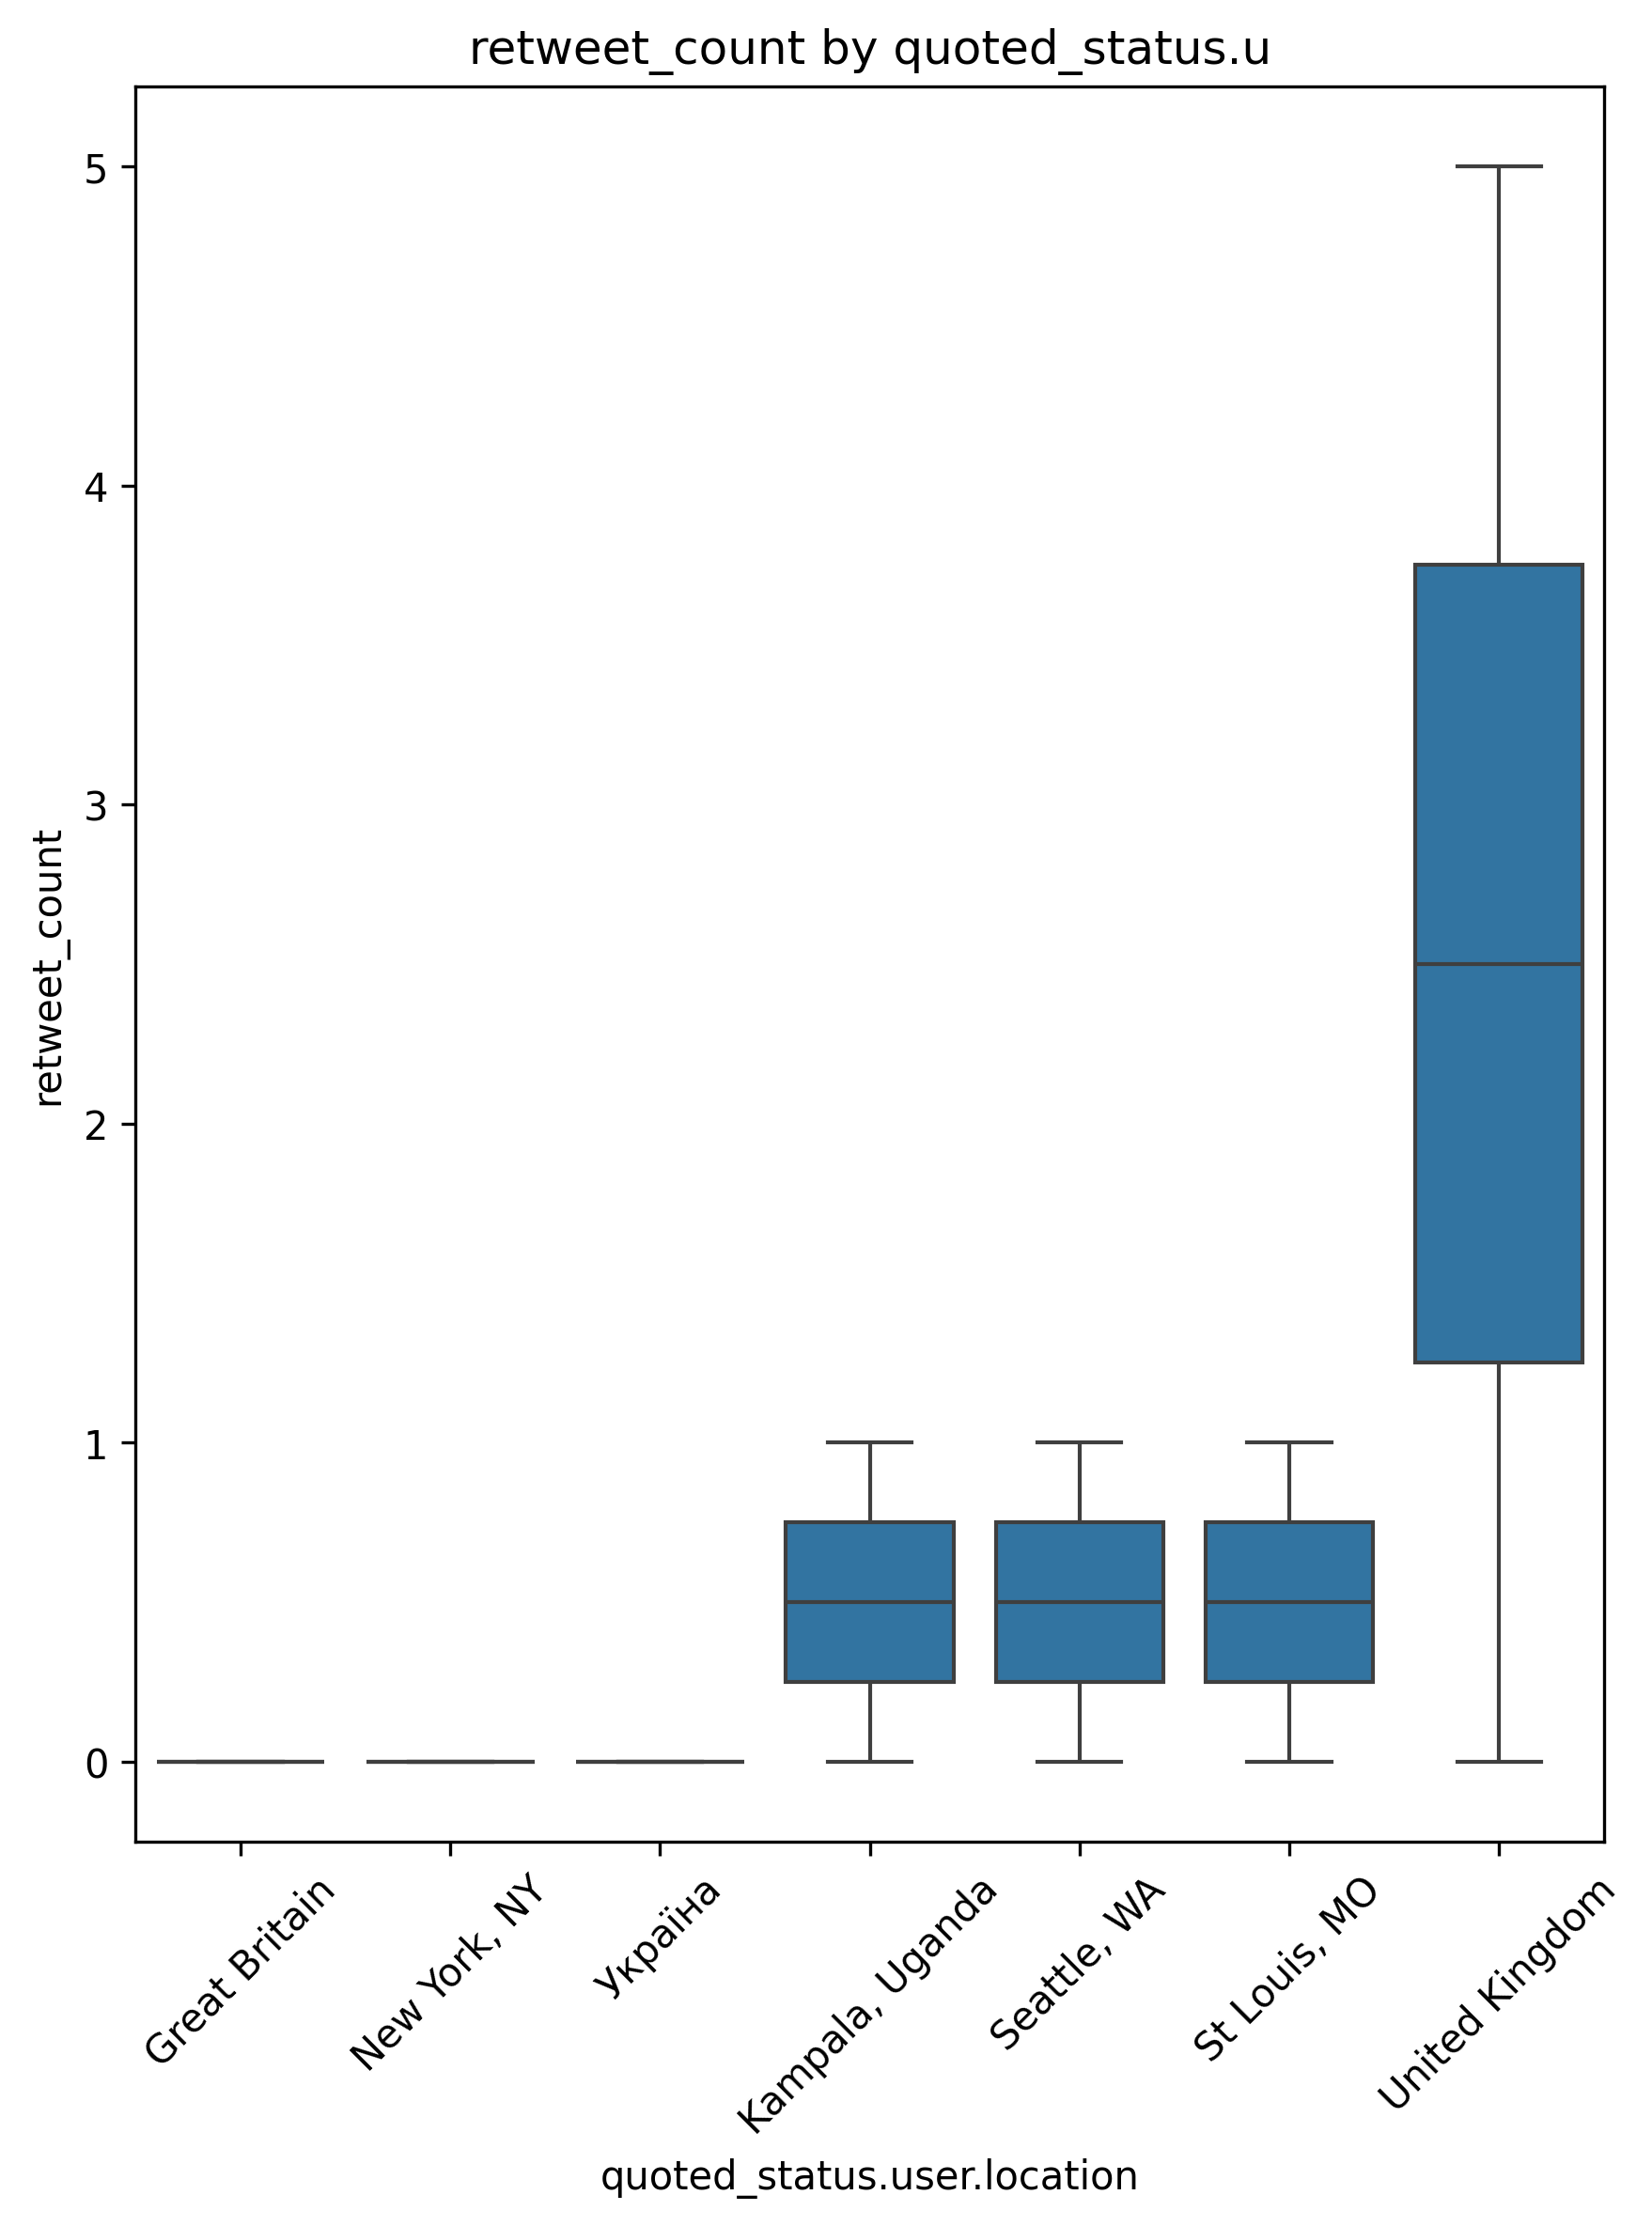 retweet_count by quoted_status.u
retweet_count
5
4
3
2
1
0
Great Britain
New York, NY
Україна
Kampala, Uganda
Seattle, WA
St Louis, MO
United Kingdom
quoted_status.user.location